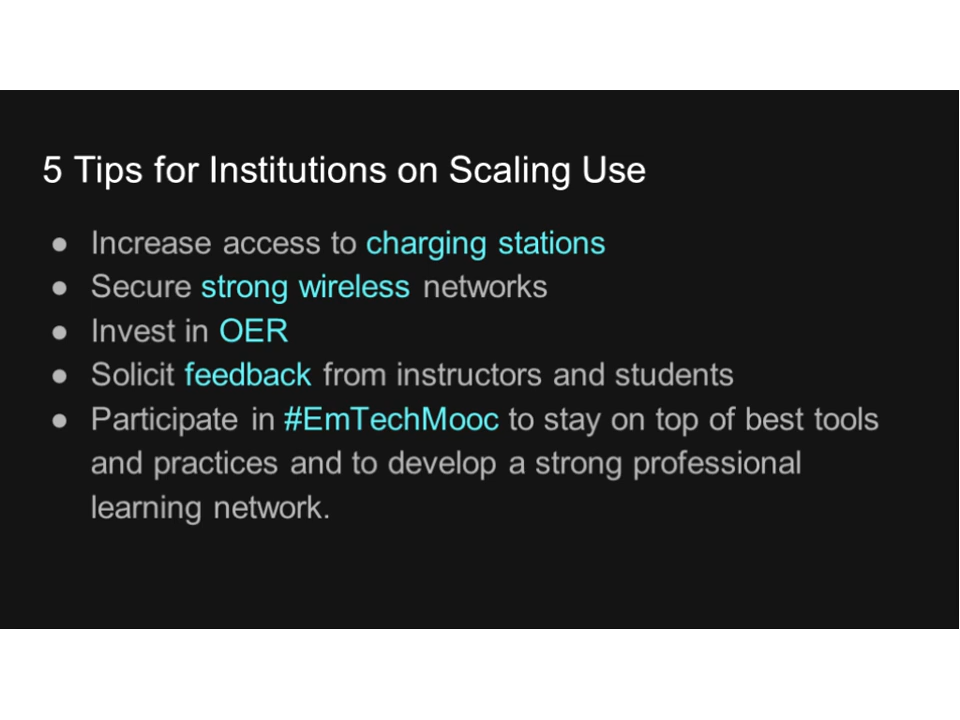 5 Tips for Institutions on Scaling Use
● Increase access to charging stations
● Secure strong wireless networks
● Invest in OER
● Solicit feedback from instructors and students
● Participate in #EmTechMooc to stay on top of best tools
and practices and to develop a strong professional
learning network.